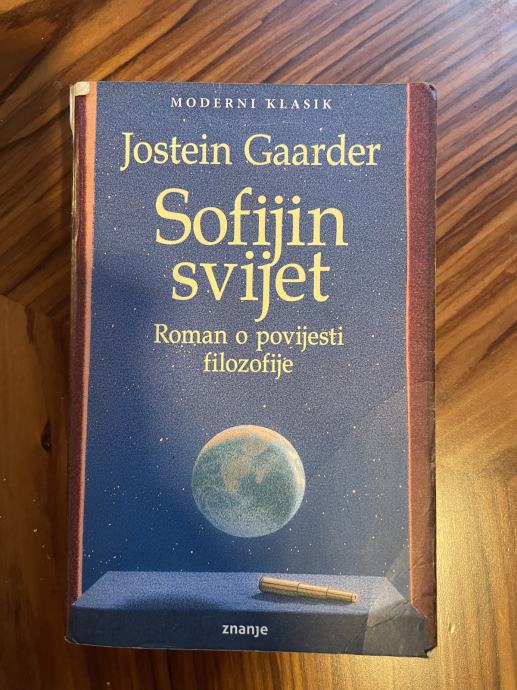 MODERNI KLASIK
Jostein Gaarder
Sofijin
svijet
Roman o povijesti
filozofije
znanje